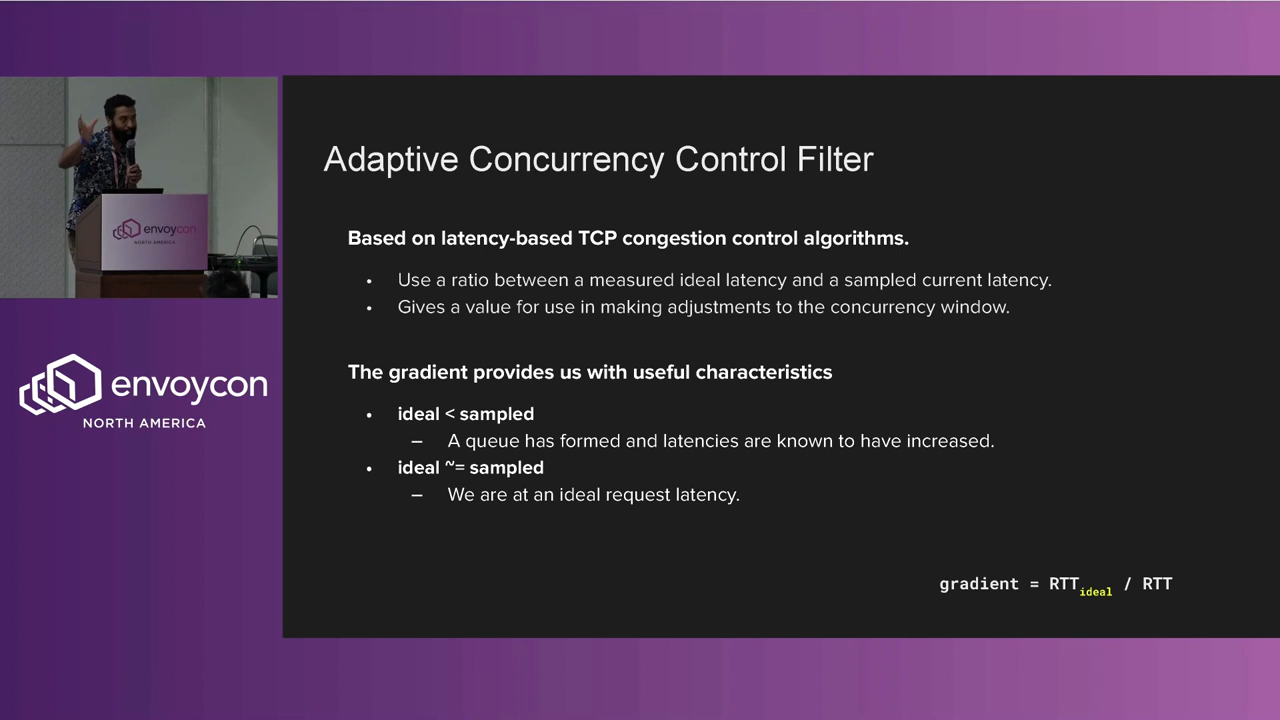 envoycon
NORTH AMERICA
envoycon
NORTH AMERICA
Adaptive Concurrency Control Filter
Based on latency-based TCP congestion control algorithms.
• Use a ratio between a measured ideal latency and a sampled current latency.
• Gives a value for use in making adjustments to the concurrency window.
The gradient provides us with useful characteristics
• ideal < sampled
– A queue has formed and latencies are known to have increased.
• ideal ~= sampled
– We are at an ideal request latency.
gradient = RTTideal / RTT